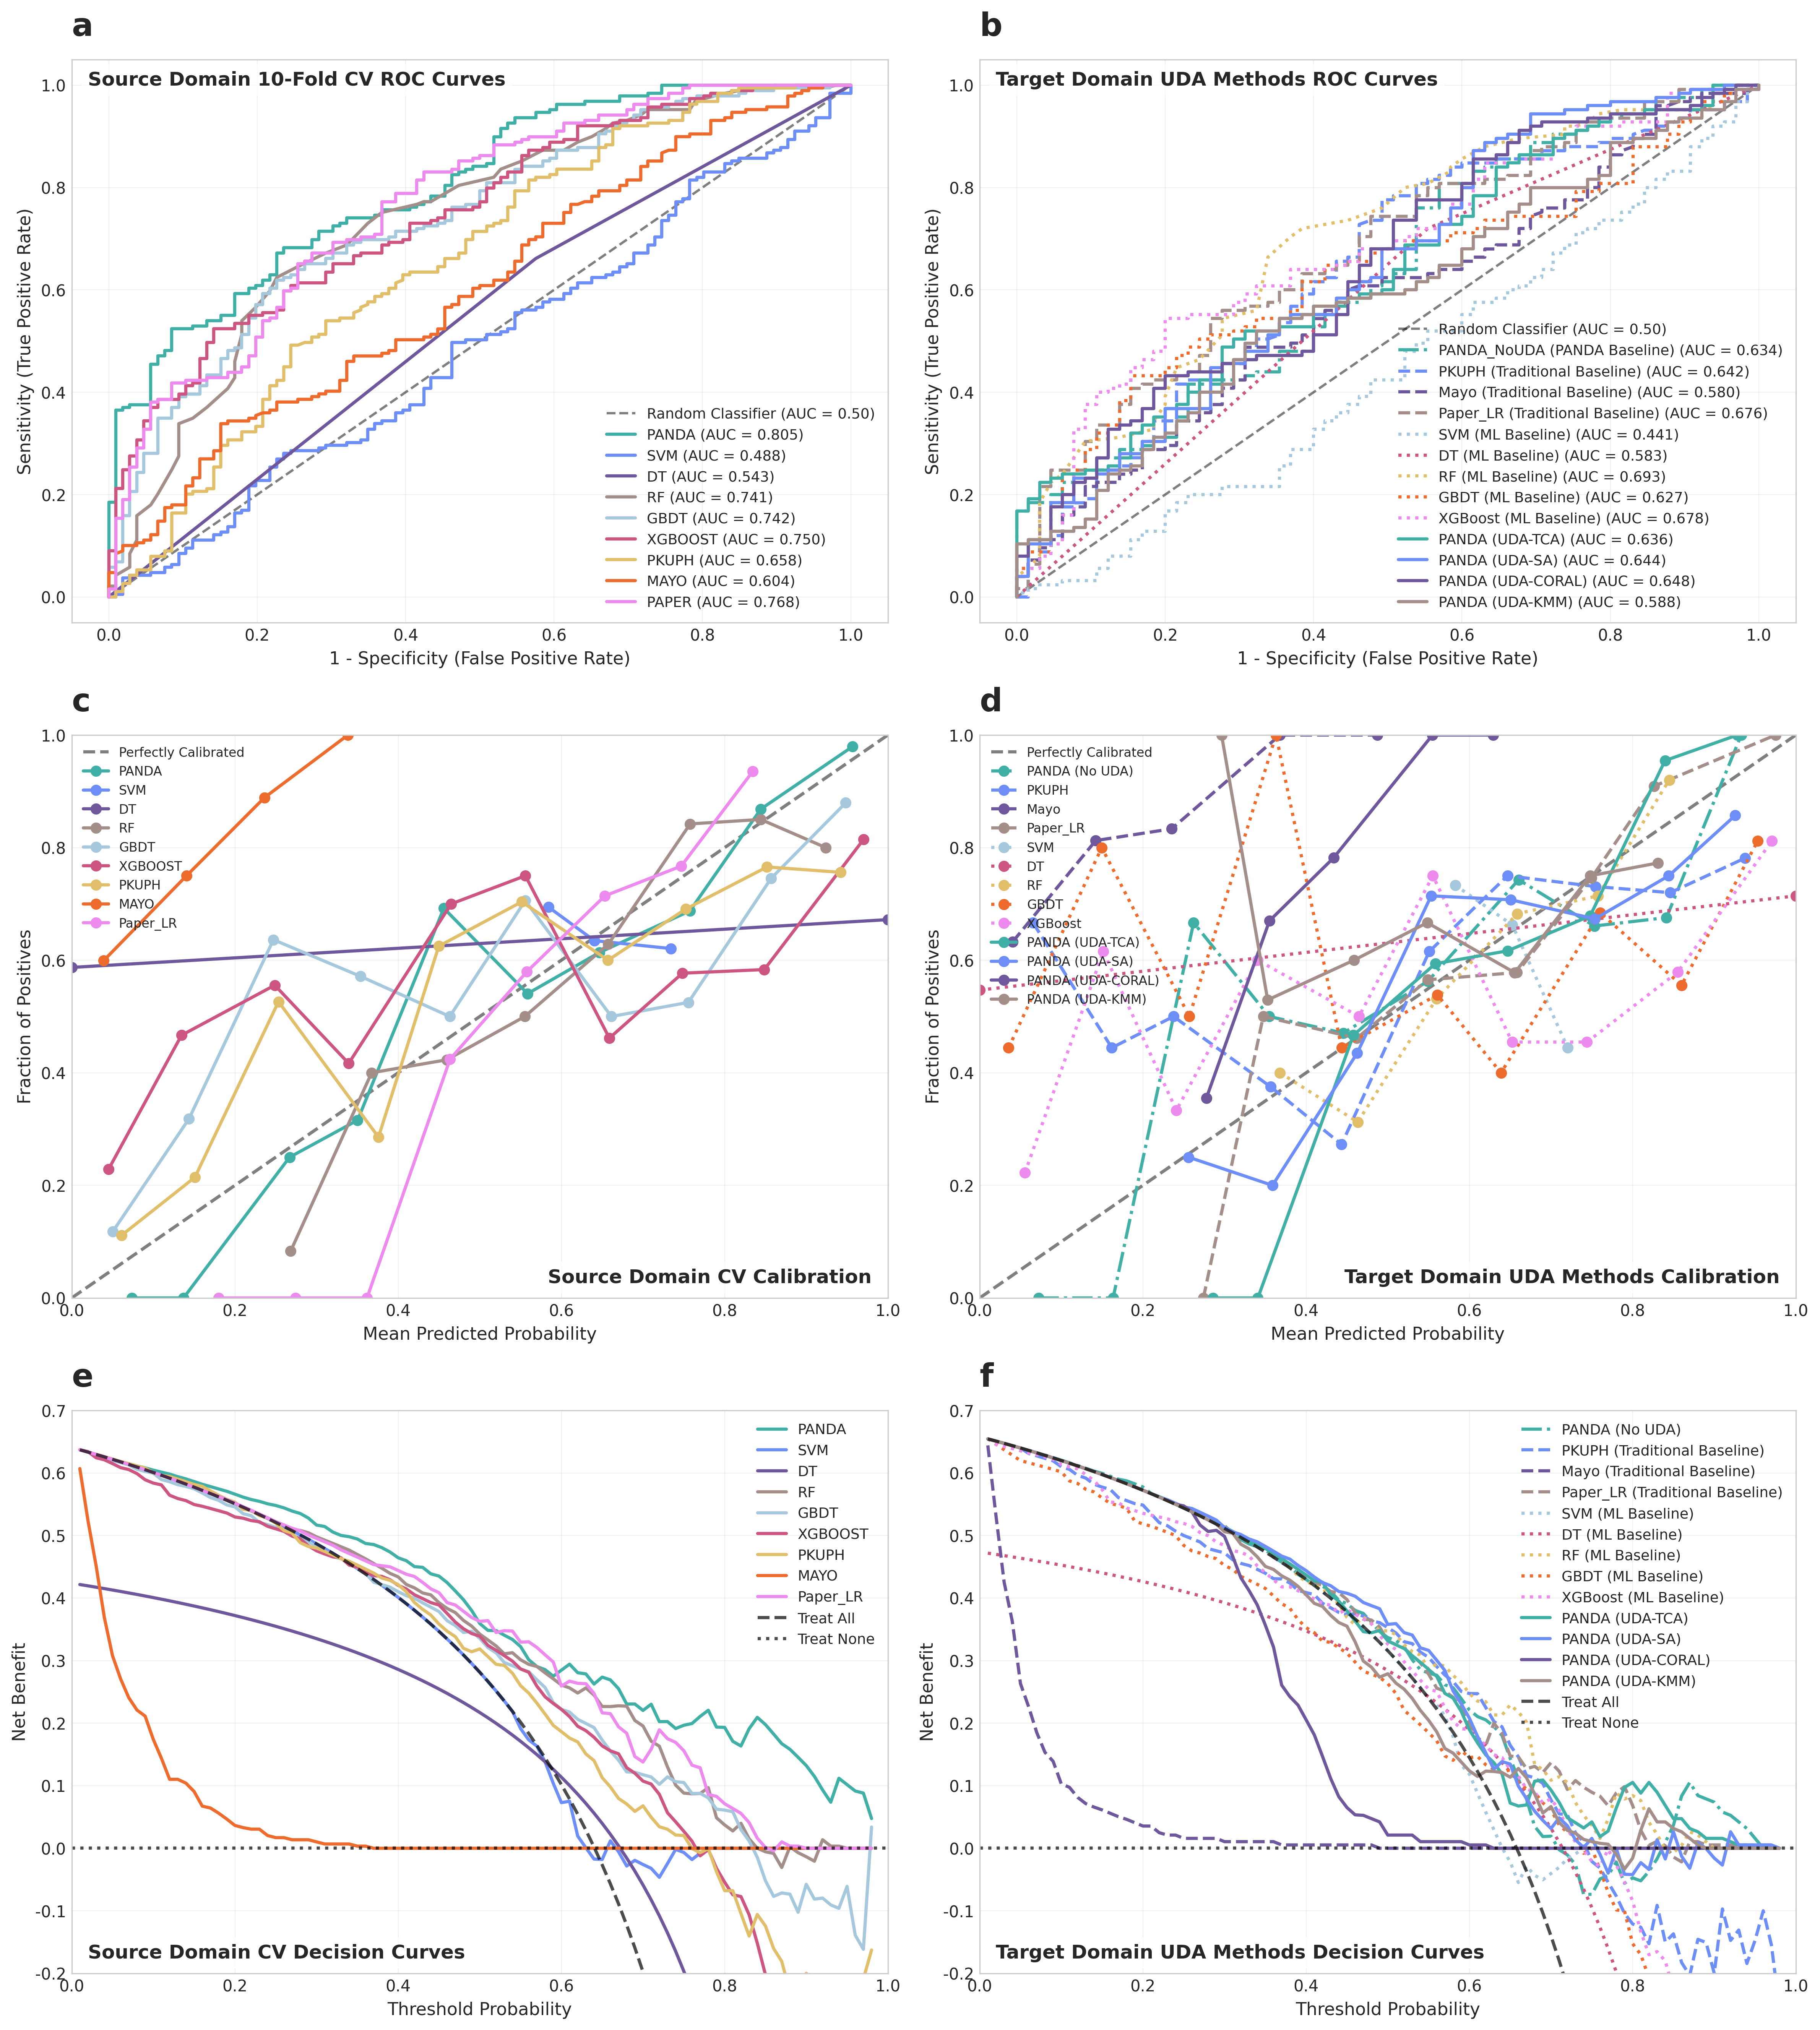 a
Source Domain 10-Fold CV ROC Curves
Sensitivity (True Positive Rate)
1.0
0.8
0.6
0.4
0.2
0.0
Random Classifier (AUC = 0.50)
PANDA (AUC = 0.805)
SVM (AUC = 0.488)
DT (AUC = 0.543)
RF (AUC = 0.741)
GBDT (AUC = 0.742)
XGBOOST (AUC = 0.750)
PKUPH (AUC = 0.658)
MAYO (AUC = 0.604)
PAPER (AUC = 0.768)
0.0 0.2 0.4 0.6 0.8 1.0
1 - Specificity (False Positive Rate)
b
Target Domain UDA Methods ROC Curves
Sensitivity (True Positive Rate)
1.0
0.8
0.6
0.4
0.2
0.0
Random Classifier (AUC = 0.50)
PANDA_NoUDA (PANDA Baseline) (AUC = 0.634)
PKUPH (Traditional Baseline) (AUC = 0.642)
Mayo (Traditional Baseline) (AUC = 0.580)
Paper_LR (Traditional Baseline) (AUC = 0.676)
SVM (ML Baseline) (AUC = 0.441)
DT (ML Baseline) (AUC = 0.583)
RF (ML Baseline) (AUC = 0.693)
GBDT (ML Baseline) (AUC = 0.627)
XGBoost (ML Baseline) (AUC = 0.678)
PANDA (UDA-TCA) (AUC = 0.636)
PANDA (UDA-SA) (AUC = 0.644)
PANDA (UDA-CORAL) (AUC = 0.648)
PANDA (UDA-KMM) (AUC = 0.588)
0.0 0.2 0.4 0.6 0.8 1.0
1 - Specificity (False Positive Rate)
c
Fraction of Positives
1.0
0.8
0.6
0.4
0.2
0.0
Perfectly Calibrated
PANDA
SVM
DT
RF
GBDT
XGBOOST
PKUPH
MAYO
Paper_LR
Source Domain CV Calibration
0.0 0.2 0.4 0.6 0.8 1.0
Mean Predicted Probability
d
Fraction of Positives
1.0
0.8
0.6
0.4
0.2
0.0
Perfectly Calibrated
PANDA (No UDA)
PKUPH
Mayo
Paper_LR
SVM
DT
RF
GBDT
XGBoost
PANDA (UDA-TCA)
PANDA (UDA-SA)
PANDA (UDA-CORAL)
PANDA (UDA-KMM)
Target Domain UDA Methods Calibration
0.0 0.2 0.4 0.6 0.8 1.0
Mean Predicted Probability
e
Net Benefit
0.7
0.6
0.5
0.4
0.3
0.2
0.1
0.0
-0.1
-0.2
PANDA
SVM
DT
RF
GBDT
XGBOOST
PKUPH
MAYO
Paper_LR
Treat All
Treat None
Source Domain CV Decision Curves
0.0 0.2 0.4 0.6 0.8 1.0
Threshold Probability
f
Net Benefit
0.7
0.6
0.5
0.4
0.3
0.2
0.1
0.0
-0.1
-0.2
PANDA (No UDA)
PKUPH (Traditional Baseline)
Mayo (Traditional Baseline)
Paper_LR (Traditional Baseline)
SVM (ML Baseline)
DT (ML Baseline)
RF (ML Baseline)
GBDT (ML Baseline)
XGBoost (ML Baseline)
PANDA (UDA-TCA)
PANDA (UDA-SA)
PANDA (UDA-CORAL)
PANDA (UDA-KMM)
Treat All
Treat None
Target Domain UDA Methods Decision Curves
0.0 0.2 0.4 0.6 0.8 1.0
Threshold Probability